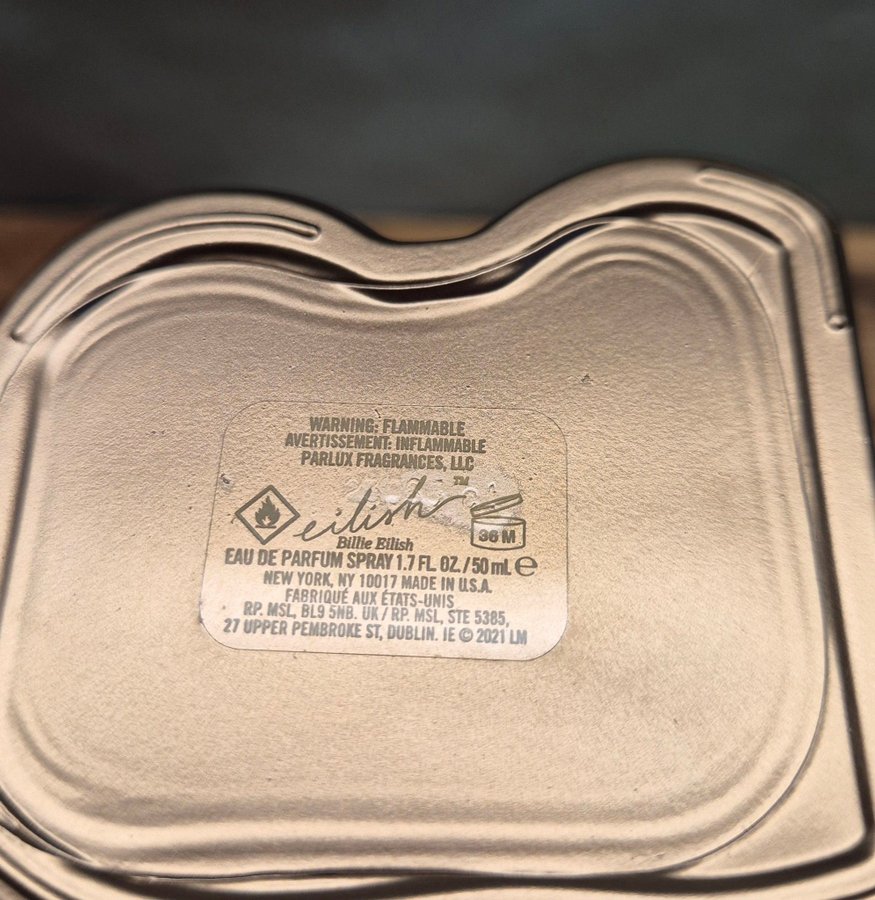 WARNING: FLAMMABLE
AVERTISSEMENT: INFLAMMABLE
PARLUX FRAGRANCES, LLC
eilish™
36 M
Billie Eilish
EAU DE PARFUM SPRAY 1.7 FL. OZ. / 50 mL ℮
NEW YORK, NY 10017 MADE IN U.S.A.
FABRIQUÉ AUX ÉTATS-UNIS
RP. MSL, BL9 5NB. UK / RP. MSL, STE 5385,
27 UPPER PEMBROKE ST, DUBLIN. IE © 2021 LM